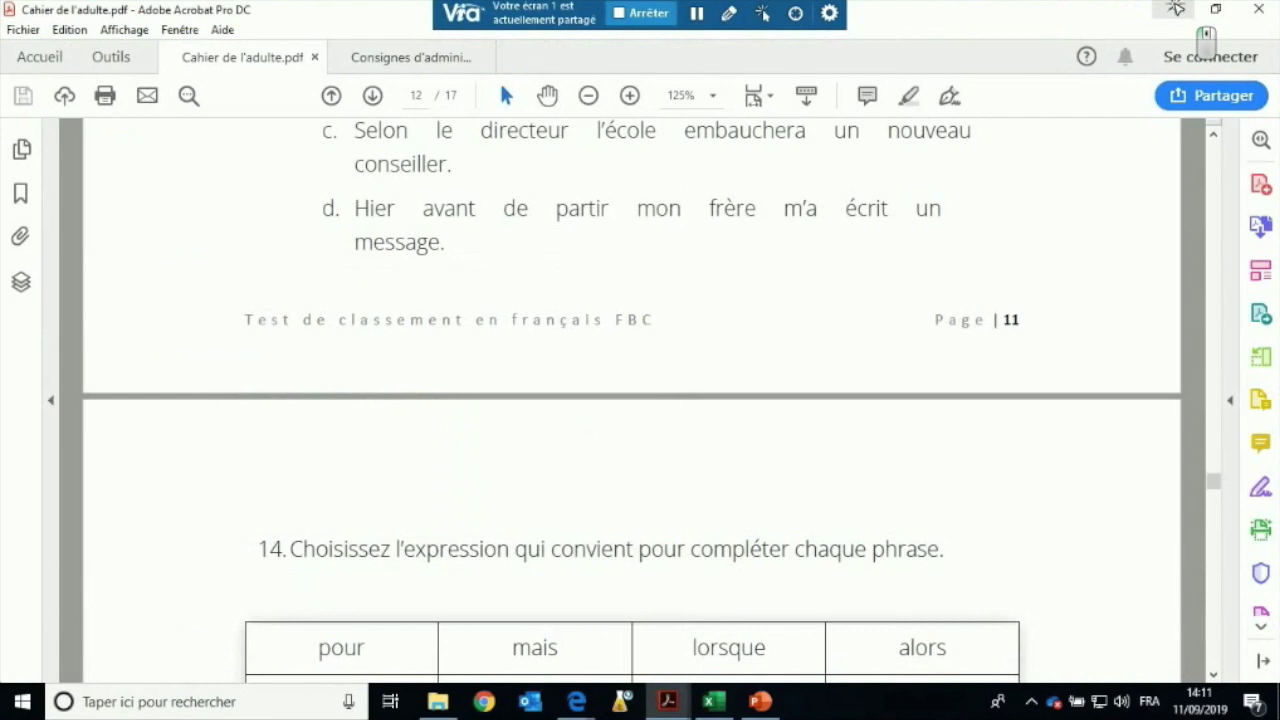 Cahier de l'adulte.pdf - Adobe Acrobat Pro DC
Via
Votre écran 1 est
actuellement partagé
Arrêter
Fichier Edition Affichage Fenêtre Aide
Accueil Outils Cahier de l'adulte.pdf × Consignes d'admini... Se connecter
12 / 17 125% Partager
c. Selon le directeur l'école embauchera un nouveau
conseiller.
d. Hier avant de partir mon frère m'a écrit un
message.
Test de classement en français FBC Page | 11
14. Choisissez l'expression qui convient pour compléter chaque phrase.
pour mais lorsque alors
Taper ici pour rechercher
FRA
14:11
11/09/2019
7